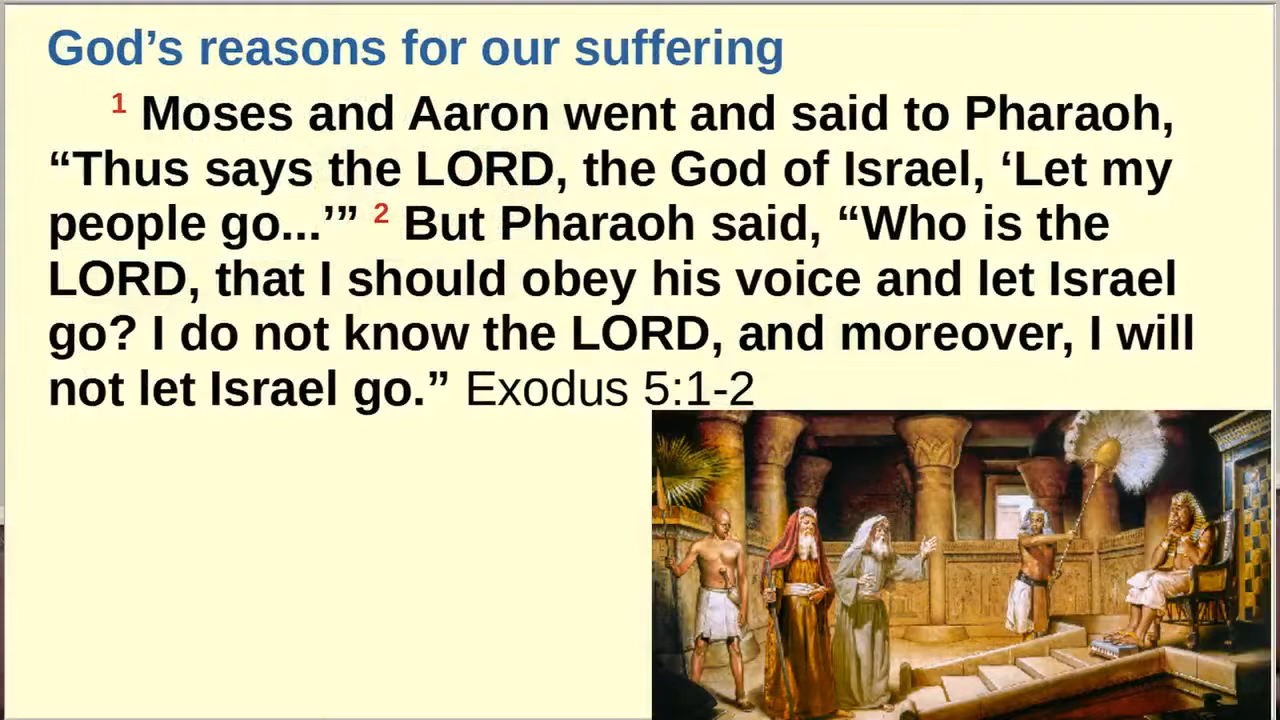 God’s reasons for our suffering
1 Moses and Aaron went and said to Pharaoh,
“Thus says the LORD, the God of Israel, ‘Let my
people go...’” 2 But Pharaoh said, “Who is the
LORD, that I should obey his voice and let Israel
go? I do not know the LORD, and moreover, I will
not let Israel go.” Exodus 5:1-2